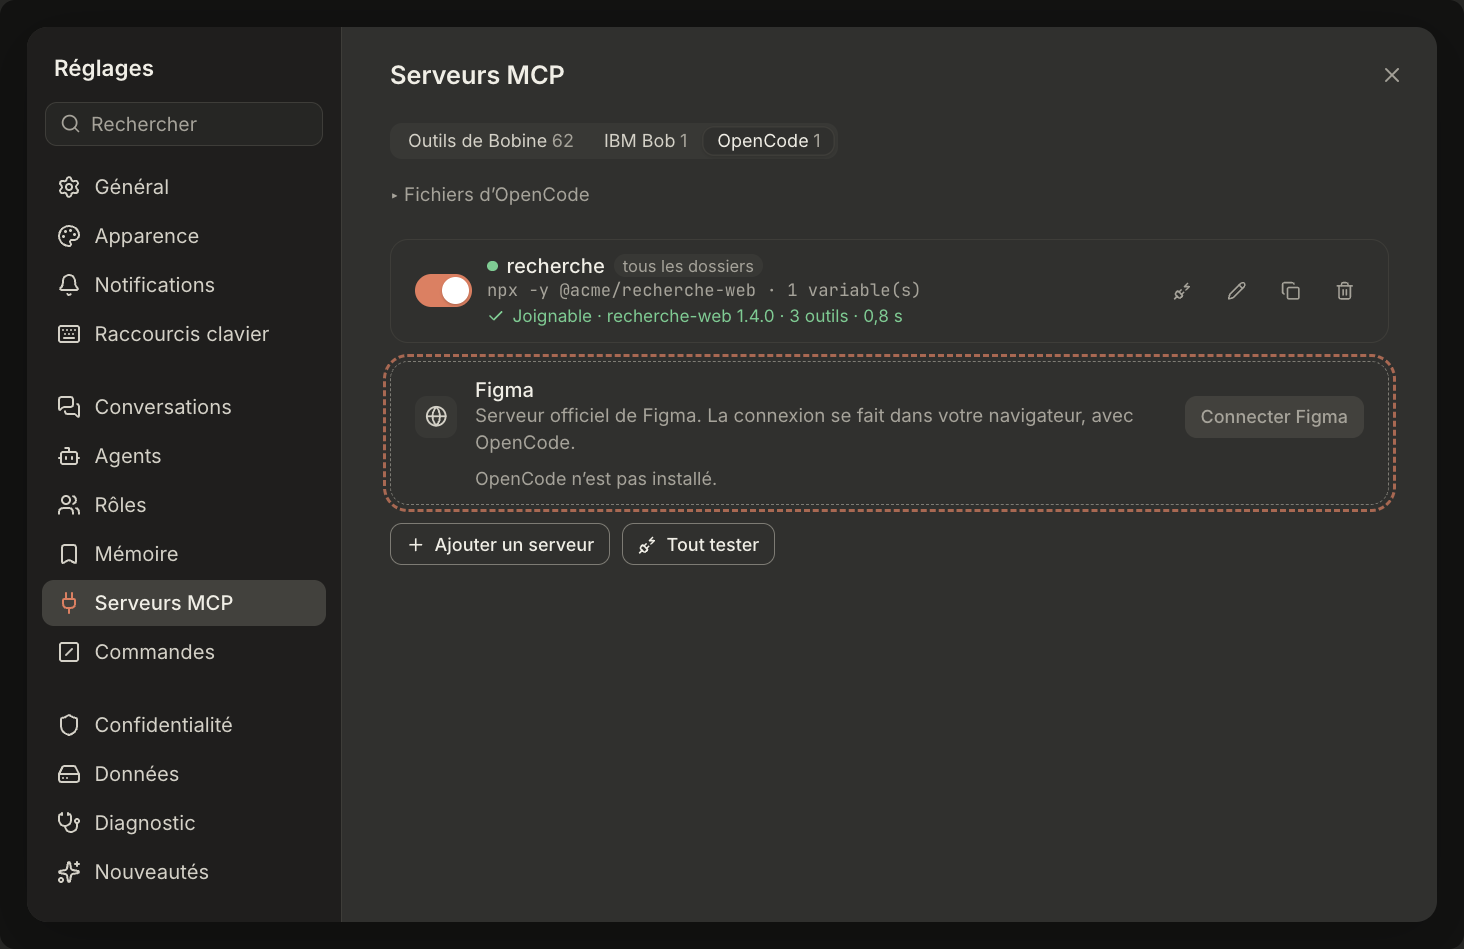 Réglages
Rechercher
Général
Apparence
Notifications
Raccourcis clavier
Conversations
Agents
Rôles
Mémoire
Serveurs MCP
Commandes
Confidentialité
Données
Diagnostic
Nouveautés
Serveurs MCP
Outils de Bobine 62 IBM Bob 1 OpenCode 1
Fichiers d’OpenCode
recherche tous les dossiers
npx -y @acme/recherche-web · 1 variable(s)
Joignable · recherche-web 1.4.0 · 3 outils · 0,8 s
Figma
Serveur officiel de Figma. La connexion se fait dans votre navigateur, avec
OpenCode.
OpenCode n’est pas installé.
Connecter Figma
Ajouter un serveur
Tout tester